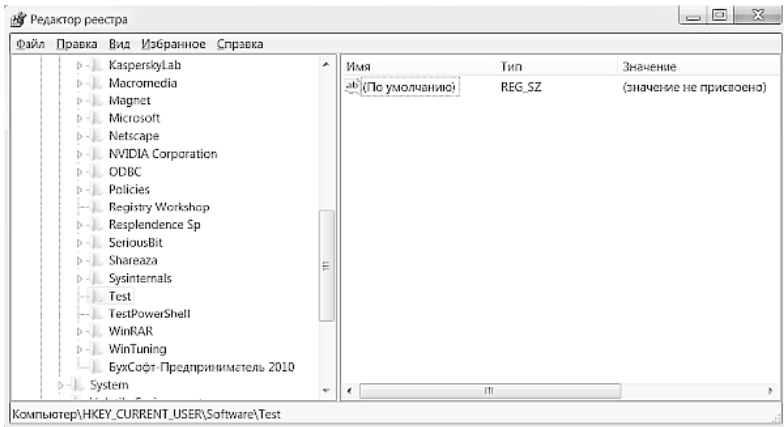 Редактор реестра
Файл Правка Вид Избранное Справка
KasperskyLab
Macromedia
Magnet
Microsoft
Netscape
NVIDIA Corporation
ODBC
Policies
Registry Workshop
Resplendence Sp
SeriousBit
Shareaza
Sysinternals
Test
TestPowerShell
WinRAR
WinTuning
БухСофт-Предприниматель 2010
System
Имя Тип Значение
ab (По умолчанию) REG_SZ (значение не присвоено)
Компьютер\HKEY_CURRENT_USER\Software\Test